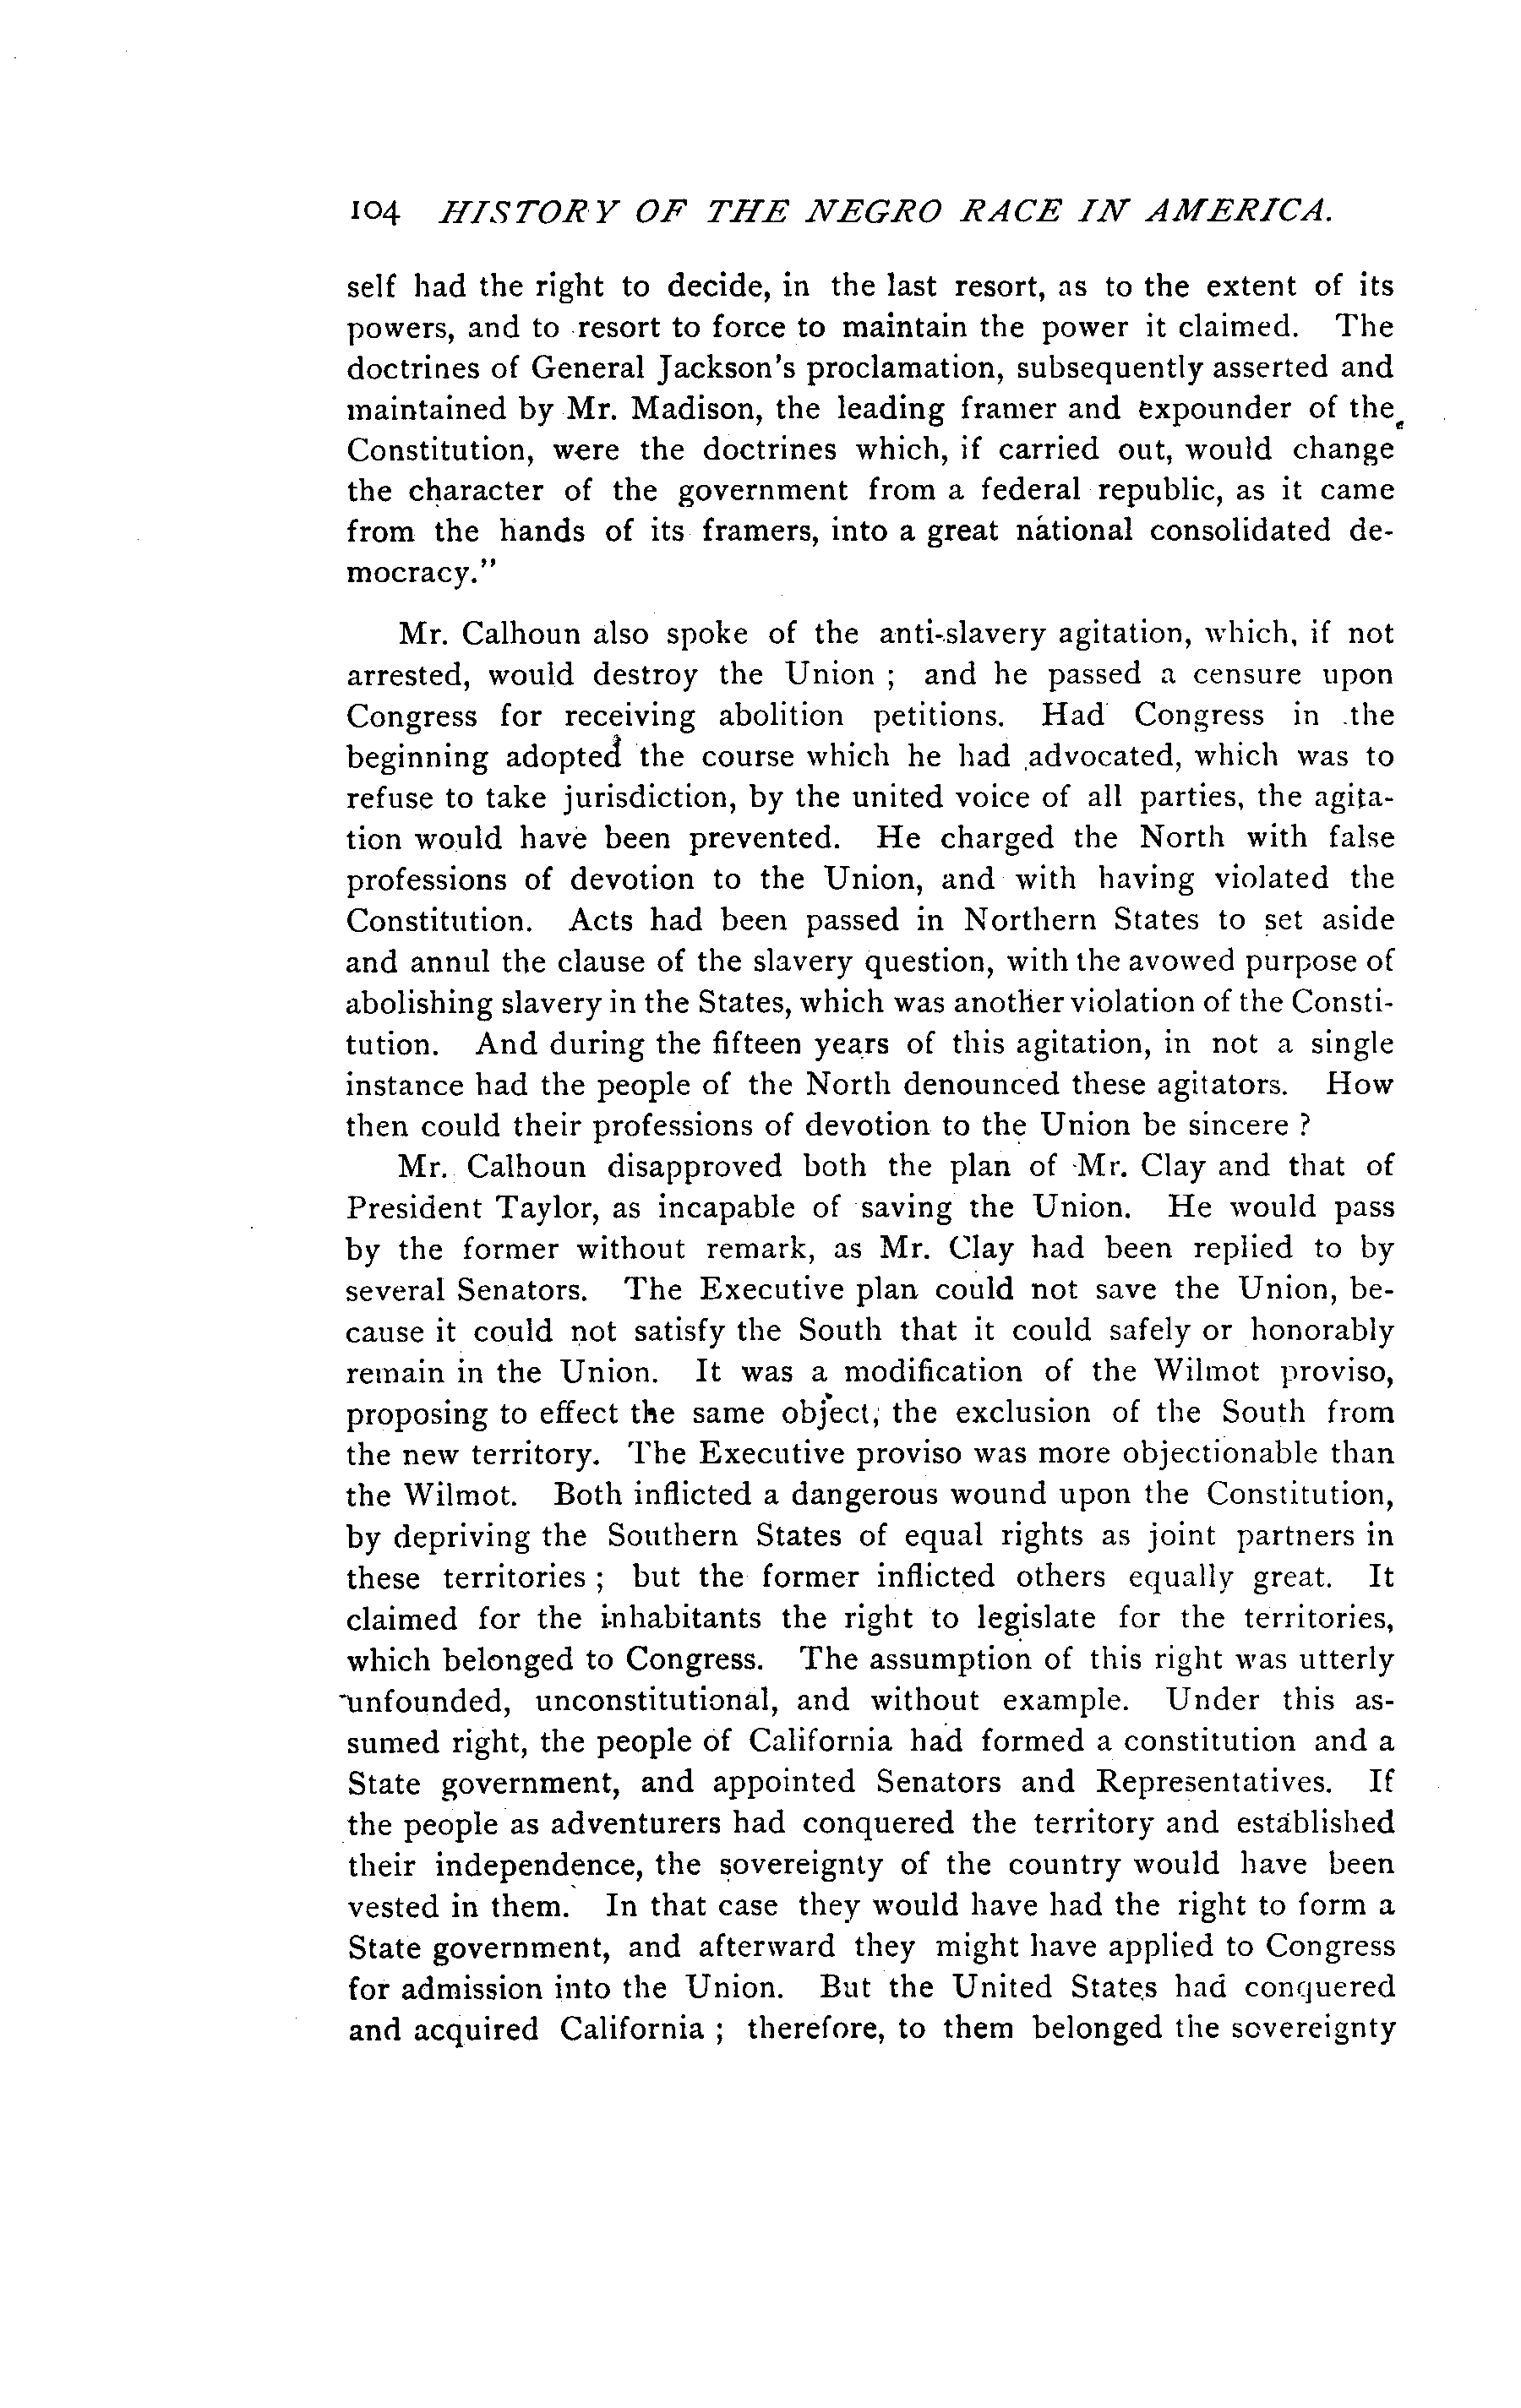 104 HISTORY OF THE NEGRO RACE IN AMERICA.
self had the right to decide, in the last resort, as to the extent of its
powers, and to resort to force to maintain the power it claimed. The
doctrines of General Jackson's proclamation, subsequently asserted and
maintained by Mr. Madison, the leading framer and expounder of the
Constitution, were the doctrines which, if carried out, would change
the character of the government from a federal republic, as it came
from the hands of its framers, into a great national consolidated de-
mocracy."
Mr. Calhoun also spoke of the anti-slavery agitation, which, if not
arrested, would destroy the Union ; and he passed a censure upon
Congress for receiving abolition petitions. Had Congress in the
beginning adopted the course which he had advocated, which was to
refuse to take jurisdiction, by the united voice of all parties, the agita-
tion would have been prevented. He charged the North with false
professions of devotion to the Union, and with having violated the
Constitution. Acts had been passed in Northern States to set aside
and annul the clause of the slavery question, with the avowed purpose of
abolishing slavery in the States, which was another violation of the Consti-
tution. And during the fifteen years of this agitation, in not a single
instance had the people of the North denounced these agitators. How
then could their professions of devotion to the Union be sincere ?
Mr. Calhoun disapproved both the plan of Mr. Clay and that of
President Taylor, as incapable of saving the Union. He would pass
by the former without remark, as Mr. Clay had been replied to by
several Senators. The Executive plan could not save the Union, be-
cause it could not satisfy the South that it could safely or honorably
remain in the Union. It was a modification of the Wilmot proviso,
proposing to effect the same object, the exclusion of the South from
the new territory. The Executive proviso was more objectionable than
the Wilmot. Both inflicted a dangerous wound upon the Constitution,
by depriving the Southern States of equal rights as joint partners in
these territories ; but the former inflicted others equally great. It
claimed for the inhabitants the right to legislate for the territories,
which belonged to Congress. The assumption of this right was utterly
unfounded, unconstitutional, and without example. Under this as-
sumed right, the people of California had formed a constitution and a
State government, and appointed Senators and Representatives. If
the people as adventurers had conquered the territory and established
their independence, the sovereignty of the country would have been
vested in them. In that case they would have had the right to form a
State government, and afterward they might have applied to Congress
for admission into the Union. But the United States had conquered
and acquired California ; therefore, to them belonged the sovereignty